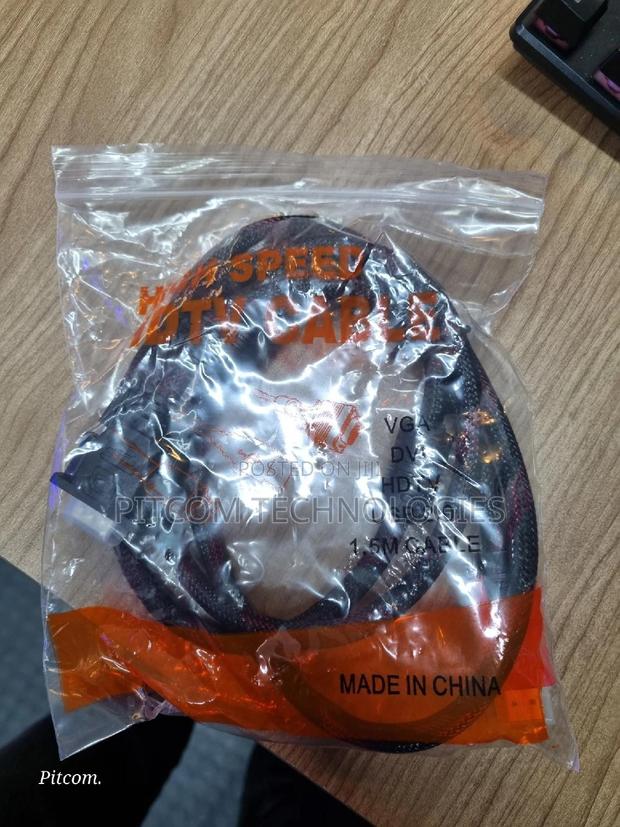 HIGH SPEED
HDTV CABLE
VGA
DVI
HDTV
POSTED ON JIJI
PITCOM TECHNOLOGIES
1.5M CABLE
MADE IN CHINA
Pitcom.